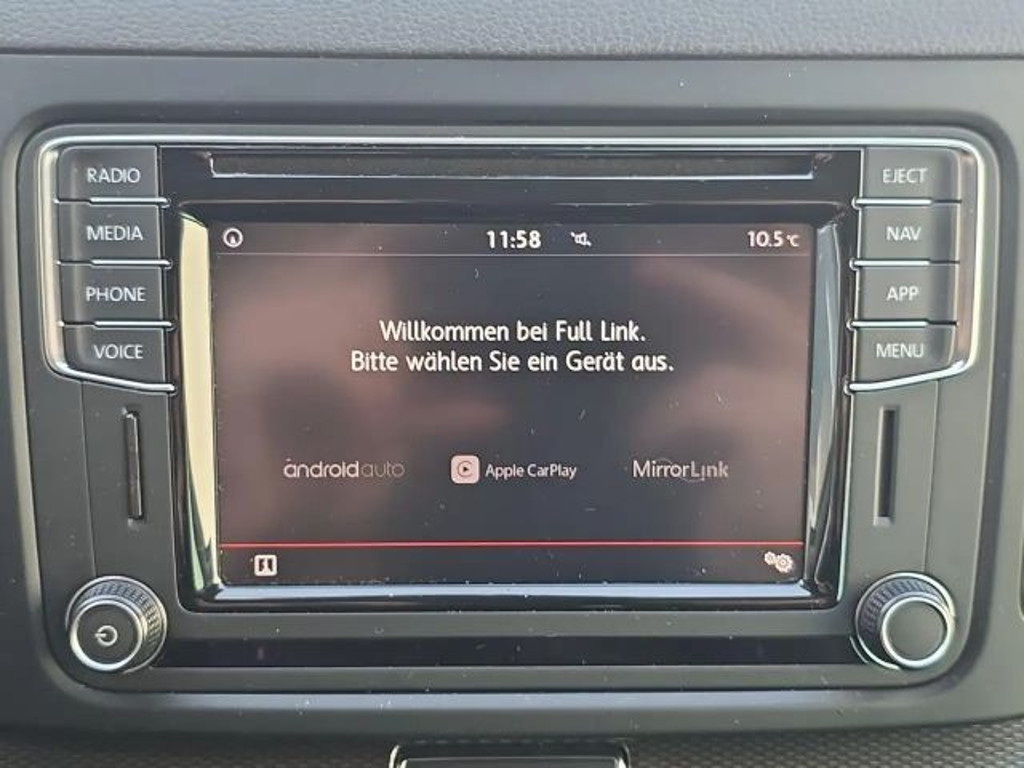 RADIO
EJECT
MEDIA
NAV
PHONE
APP
VOICE
MENU
11:58
10.5°C
Willkommen bei Full Link.
Bitte wählen Sie ein Gerät aus.
androidauto
Apple CarPlay
MirrorLink